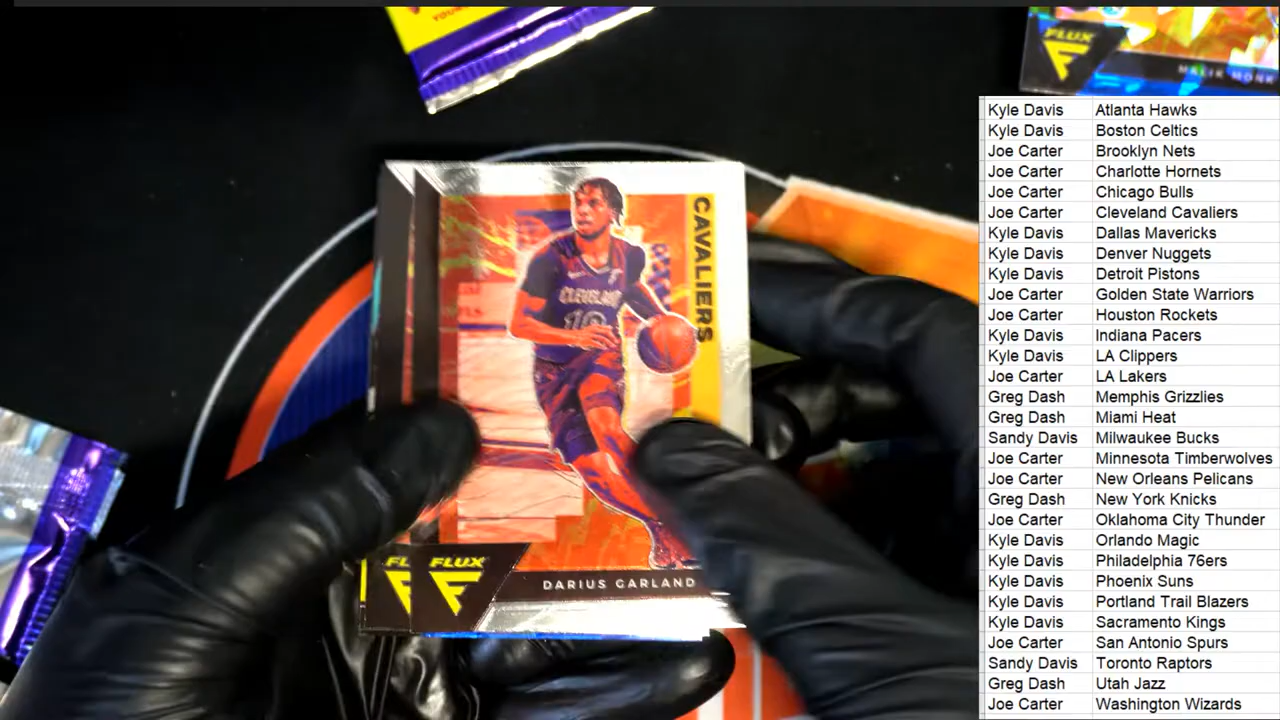 YOUN
FLUX
MALIK MONK
CAVALIERS
CLEVELAND
10
FLUX
DARIUS GARLAND
Kyle Davis Atlanta Hawks
Kyle Davis Boston Celtics
Joe Carter Brooklyn Nets
Joe Carter Charlotte Hornets
Joe Carter Chicago Bulls
Joe Carter Cleveland Cavaliers
Kyle Davis Dallas Mavericks
Kyle Davis Denver Nuggets
Kyle Davis Detroit Pistons
Joe Carter Golden State Warriors
Joe Carter Houston Rockets
Kyle Davis Indiana Pacers
Kyle Davis LA Clippers
Joe Carter LA Lakers
Greg Dash Memphis Grizzlies
Greg Dash Miami Heat
Sandy Davis Milwaukee Bucks
Joe Carter Minnesota Timberwolves
Joe Carter New Orleans Pelicans
Greg Dash New York Knicks
Joe Carter Oklahoma City Thunder
Kyle Davis Orlando Magic
Kyle Davis Philadelphia 76ers
Kyle Davis Phoenix Suns
Kyle Davis Portland Trail Blazers
Kyle Davis Sacramento Kings
Joe Carter San Antonio Spurs
Sandy Davis Toronto Raptors
Greg Dash Utah Jazz
Joe Carter Washington Wizards